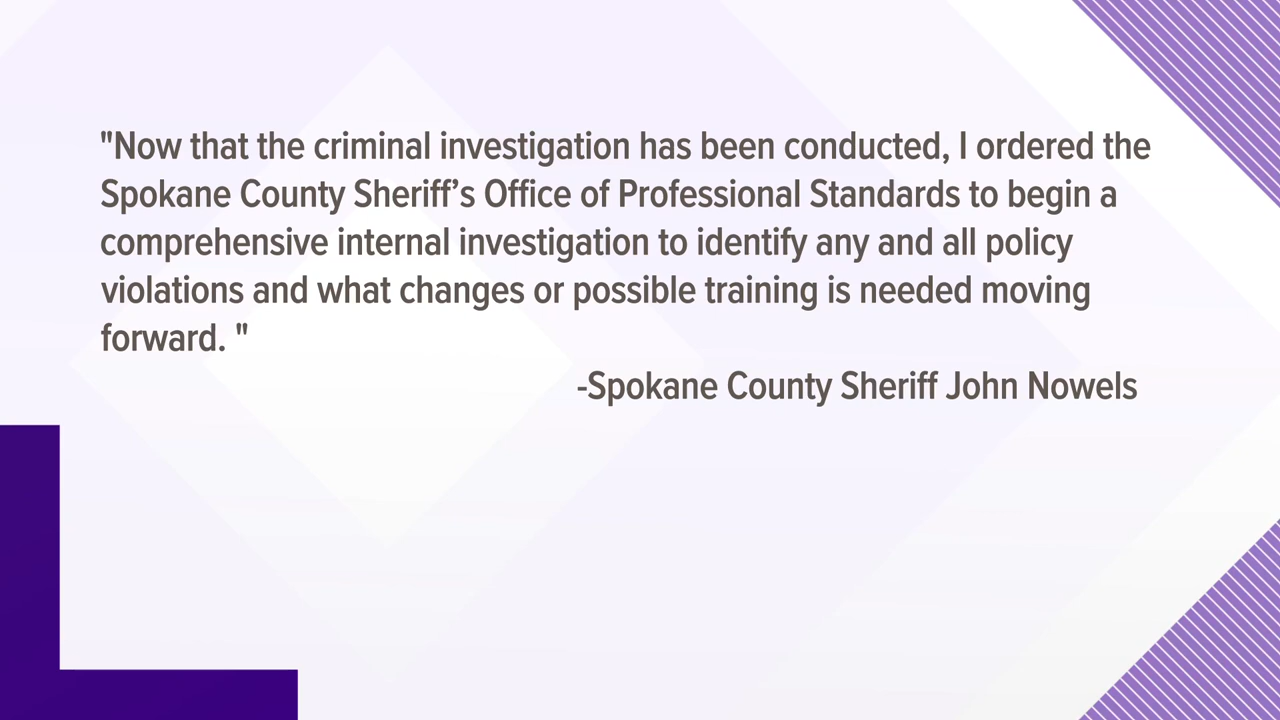 "Now that the criminal investigation has been conducted, I ordered the
Spokane County Sheriff’s Office of Professional Standards to begin a
comprehensive internal investigation to identify any and all policy
violations and what changes or possible training is needed moving
forward. "
-Spokane County Sheriff John Nowels